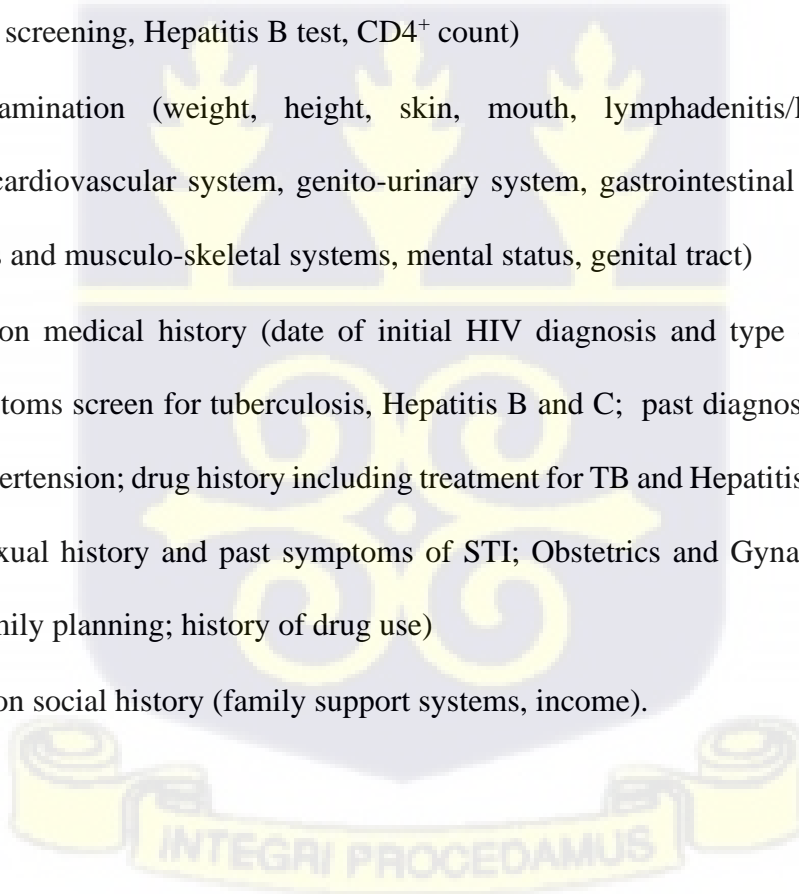 screening, Hepatitis B test, CD4⁺ count)
amination (weight, height, skin, mouth, lymphadenitis/
cardiovascular system, genito-urinary system, gastrointestinal
s and musculo-skeletal systems, mental status, genital tract)
on medical history (date of initial HIV diagnosis and type
toms screen for tuberculosis, Hepatitis B and C; past diagnos
ertension; drug history including treatment for TB and Hepatitis
xual history and past symptoms of STI; Obstetrics and Gyna
nily planning; history of drug use)
on social history (family support systems, income).
INTEGRI PROCEDAMUS